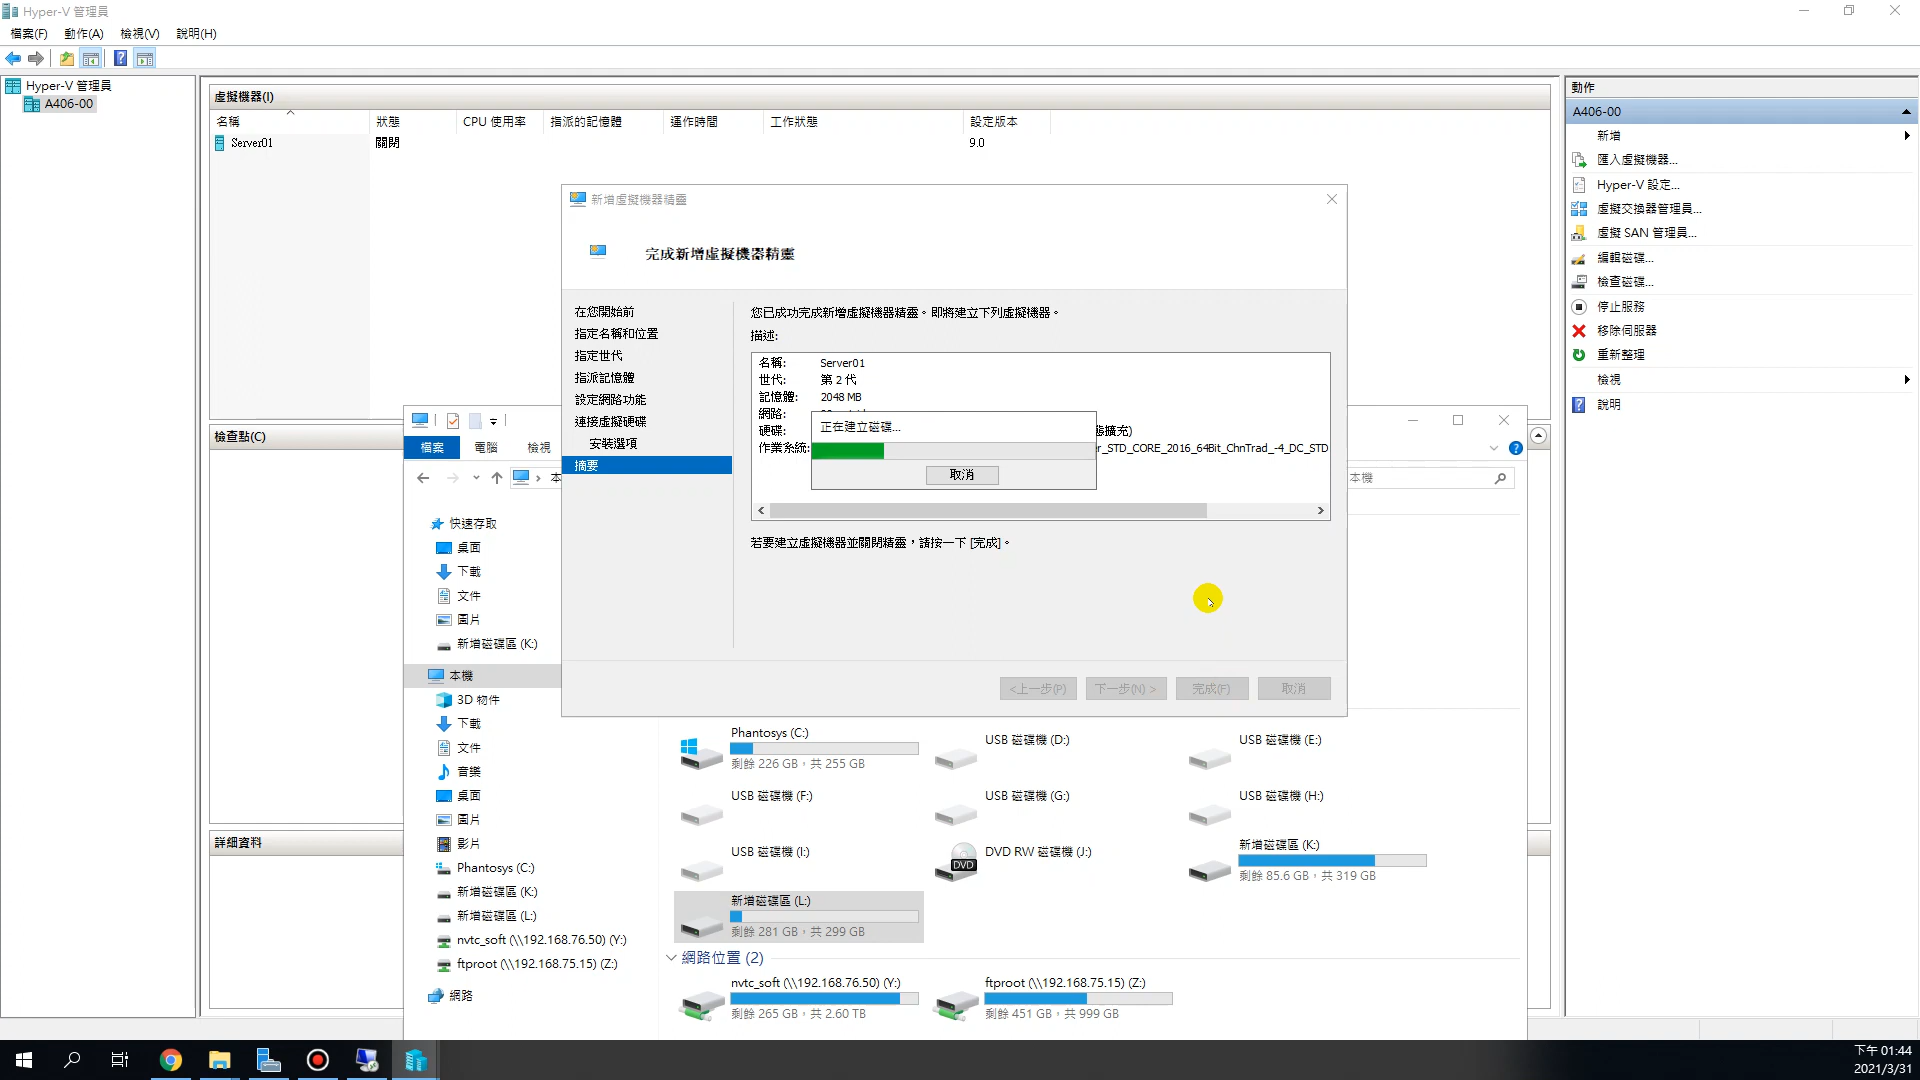 Hyper-V 管理員
檔案(F) 動作(A) 檢視(V) 說明(H)
Hyper-V 管理員
A406-00
虛擬機器(I)
名稱 狀態 CPU 使用率 指派的記憶體 運作時間 工作狀態 設定版本
Server01 關閉 9.0
檢查點(C)
詳細資料
動作
A406-00
新增
匯入虛擬機器...
Hyper-V 設定...
虛擬交換器管理員...
虛擬 SAN 管理員...
編輯磁碟...
檢查磁碟...
停止服務
移除伺服器
重新整理
檢視
說明
新增虛擬機器精靈
完成新增虛擬機器精靈
在您開始前
指定名稱和位置
指定世代
指派記憶體
設定網路功能
連接虛擬硬碟
安裝選項
摘要
您已成功完成新增虛擬機器精靈。即將建立下列虛擬機器。
描述:
名稱: Server01
世代: 第 2 代
記憶體: 2048 MB
網路:
硬碟: 態擴充)
作業系統: r_STD_CORE_2016_64Bit_ChnTrad_-4_DC_STD
正在建立磁碟...
取消
若要建立虛擬機器並關閉精靈，請按一下 [完成]。
<上一步(P) 下一步(N) > 完成(F) 取消
檔案 電腦 檢視
本
本機
快速存取
桌面
下載
文件
圖片
新增磁碟區 (K:)
本機
3D 物件
下載
文件
音樂
桌面
圖片
影片
Phantosys (C:)
新增磁碟區 (K:)
新增磁碟區 (L:)
nvtc_soft (\\192.168.76.50) (Y:)
ftproot (\\192.168.75.15) (Z:)
網路
Phantosys (C:)
剩餘 226 GB，共 255 GB
USB 磁碟機 (D:)
USB 磁碟機 (E:)
USB 磁碟機 (F:)
USB 磁碟機 (G:)
USB 磁碟機 (H:)
USB 磁碟機 (I:)
DVD RW 磁碟機 (J:)
DVD
新增磁碟區 (K:)
剩餘 85.6 GB，共 319 GB
新增磁碟區 (L:)
剩餘 281 GB，共 299 GB
網路位置 (2)
nvtc_soft (\\192.168.76.50) (Y:)
剩餘 265 GB，共 2.60 TB
ftproot (\\192.168.75.15) (Z:)
剩餘 451 GB，共 999 GB
下午 01:44
2021/3/31